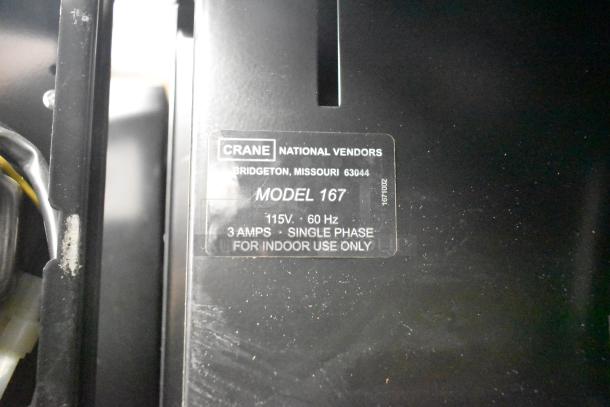 CRANE NATIONAL VENDORS
BRIDGETON, MISSOURI 63044
MODEL 167
1671002
115V. · 60 Hz
3 AMPS · SINGLE PHASE
FOR INDOOR USE ONLY